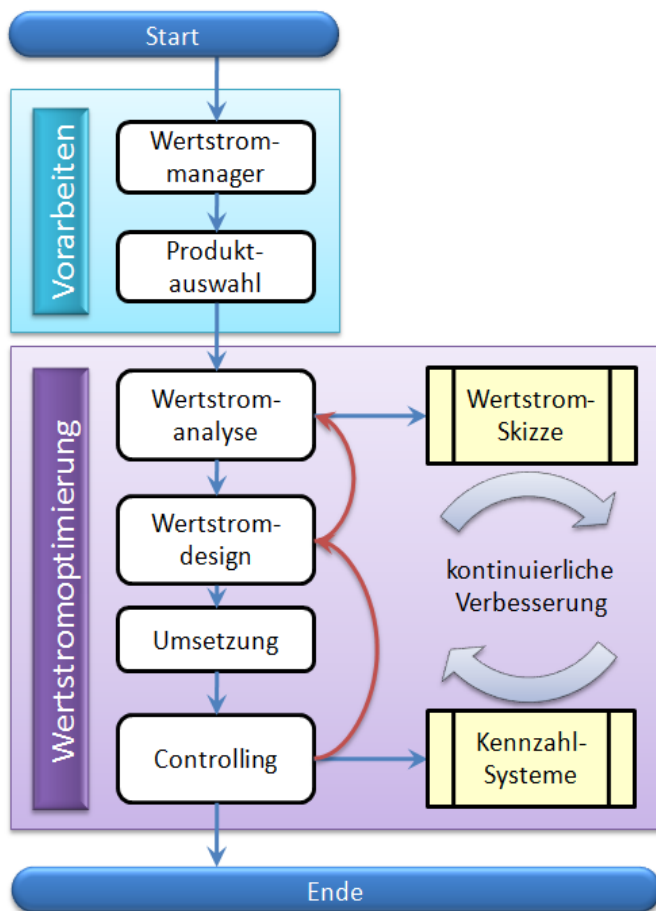 Start
Vorarbeiten
Wertstrom-
manager
Produkt-
auswahl
Wertstromoptimierung
Wertstrom-
analyse
Wertstrom-
Skizze
Wertstrom-
design
kontinuierliche
Verbesserung
Umsetzung
Controlling
Kennzahl-
Systeme
Ende